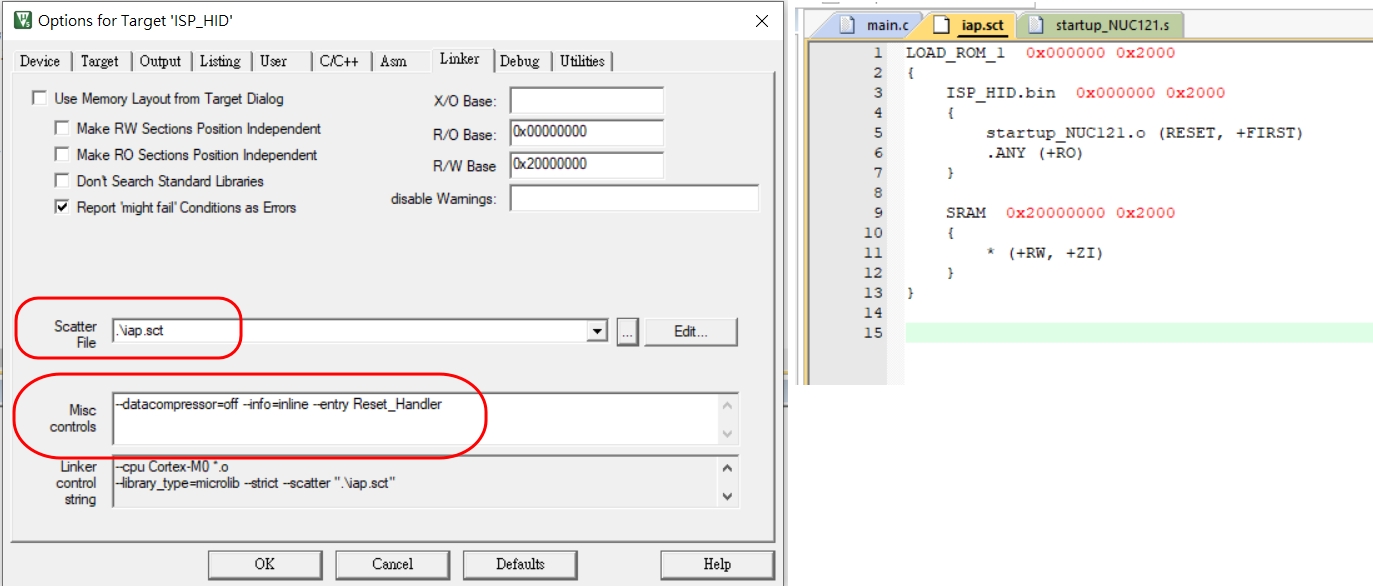 Options for Target 'ISP_HID'
Device Target Output Listing User C/C++ Asm Linker Debug Utilities
Use Memory Layout from Target Dialog
Make RW Sections Position Independent
Make RO Sections Position Independent
Don't Search Standard Libraries
Report 'might fail' Conditions as Errors
X/O Base:
R/O Base: 0x00000000
R/W Base 0x20000000
disable Warnings:
Scatter
File
.\iap.sct
... Edit...
Misc
controls
--datacompressor=off --info=inline --entry Reset_Handler
Linker
control
string
--cpu Cortex-M0 *.o
--library_type=microlib --strict --scatter ".\iap.sct"
OK Cancel Defaults Help
main.c iap.sct startup_NUC121.s
1 LOAD_ROM_1 0x000000 0x2000
2 {
3 ISP_HID.bin 0x000000 0x2000
4 {
5 startup_NUC121.o (RESET, +FIRST)
6 .ANY (+RO)
7 }
8
9 SRAM 0x20000000 0x2000
10 {
11 * (+RW, +ZI)
12 }
13 }
14
15